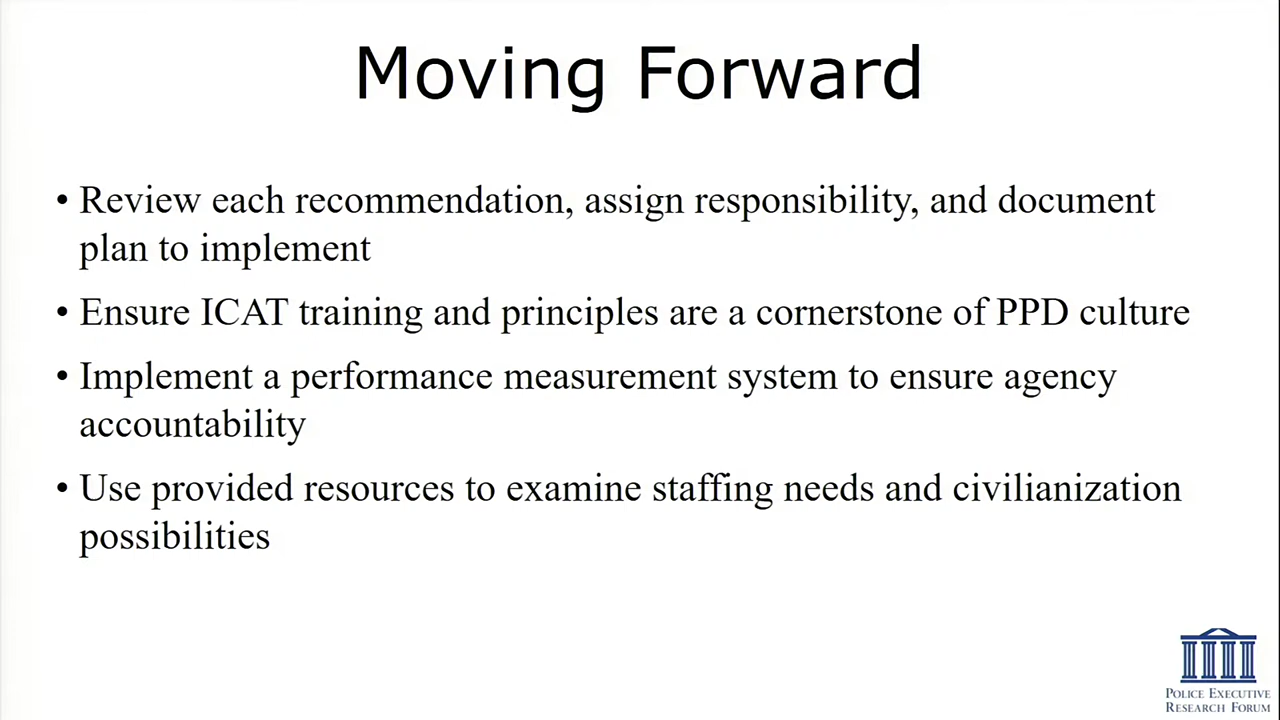 Moving Forward
• Review each recommendation, assign responsibility, and document
plan to implement
• Ensure ICAT training and principles are a cornerstone of PPD culture
• Implement a performance measurement system to ensure agency
accountability
• Use provided resources to examine staffing needs and civilianization
possibilities
POLICE EXECUTIVE
RESEARCH FORUM